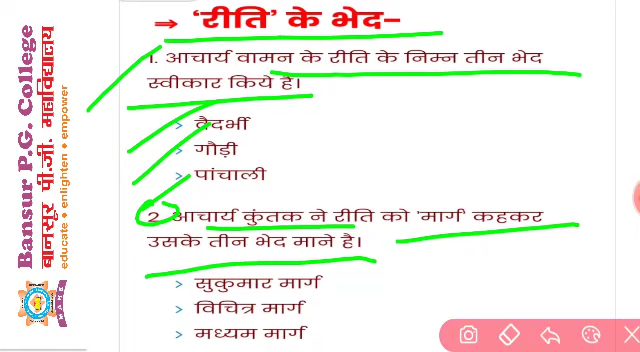 → 'रीति' के भेद–
1. आचार्य वामन के रीति के निम्न तीन भेद
स्वीकार किये है।
> वैदर्भी
> गौड़ी
> पांचाली
2. आचार्य कुंतक ने रीति को 'मार्ग' कहकर
उसके तीन भेद माने है।
> सुकुमार मार्ग
> विचित्र मार्ग
> मध्यम मार्ग
Bansur P.G. College
बानसूर पी.जी. महाविद्यालय
educate • enlighten • empower